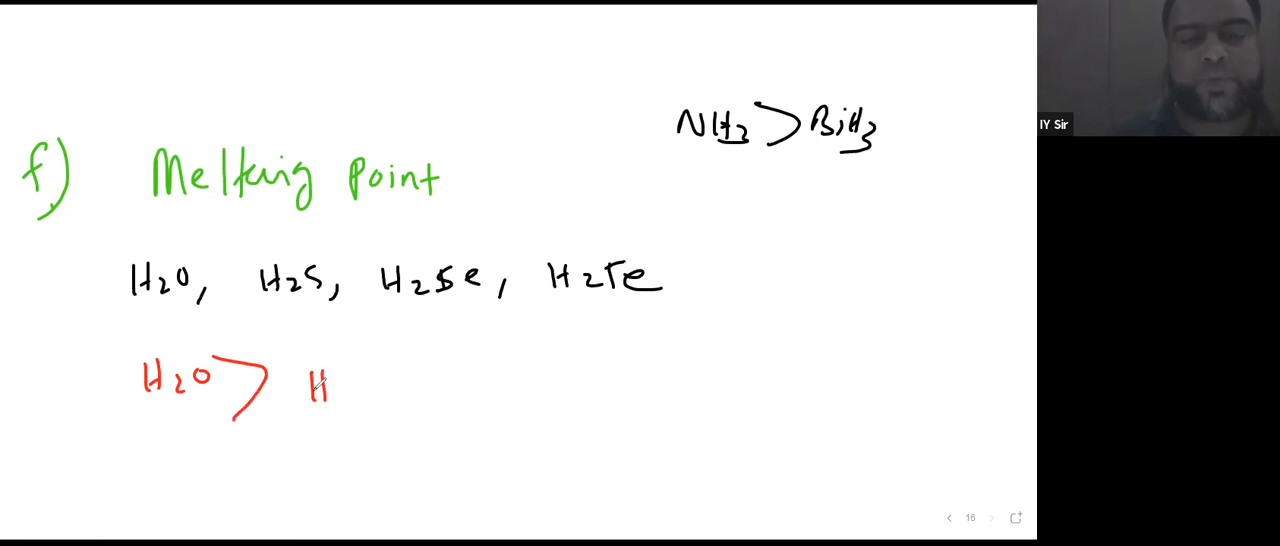 NH3 > BiH3
IY Sir
f) Melting point
H2O, H2S, H2Se, H2Te
H2O > H
16